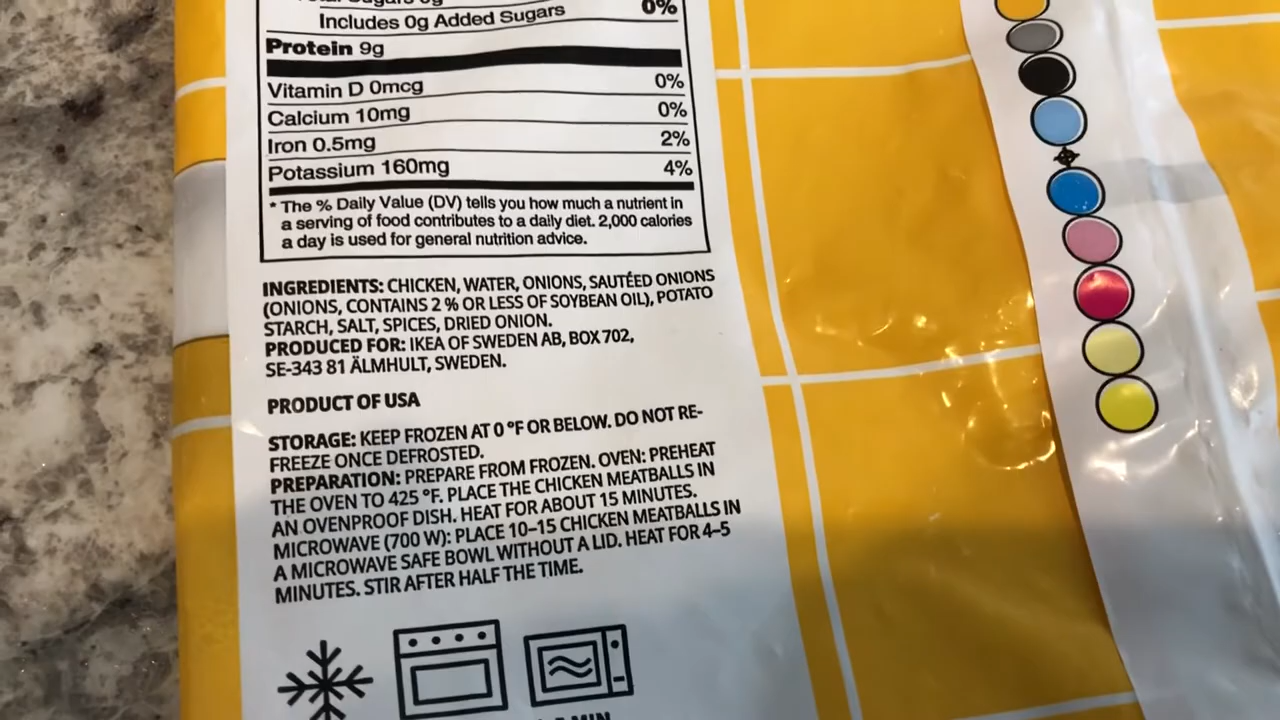 Includes 0g Added Sugars 0%
Protein 9g
Vitamin D 0mcg 0%
Calcium 10mg 0%
Iron 0.5mg 2%
Potassium 160mg 4%
* The % Daily Value (DV) tells you how much a nutrient in
a serving of food contributes to a daily diet. 2,000 calories
a day is used for general nutrition advice.
INGREDIENTS: CHICKEN, WATER, ONIONS, SAUTÉED ONIONS
(ONIONS, CONTAINS 2 % OR LESS OF SOYBEAN OIL), POTATO
STARCH, SALT, SPICES, DRIED ONION.
PRODUCED FOR: IKEA OF SWEDEN AB, BOX 702,
SE-343 81 ÄLMHULT, SWEDEN.
PRODUCT OF USA
STORAGE: KEEP FROZEN AT 0 °F OR BELOW. DO NOT RE-
FREEZE ONCE DEFROSTED.
PREPARATION: PREPARE FROM FROZEN. OVEN: PREHEAT
THE OVEN TO 425 °F. PLACE THE CHICKEN MEATBALLS IN
AN OVENPROOF DISH. HEAT FOR ABOUT 15 MINUTES.
MICROWAVE (700 W): PLACE 10–15 CHICKEN MEATBALLS IN
A MICROWAVE SAFE BOWL WITHOUT A LID. HEAT FOR 4–5
MINUTES. STIR AFTER HALF THE TIME.